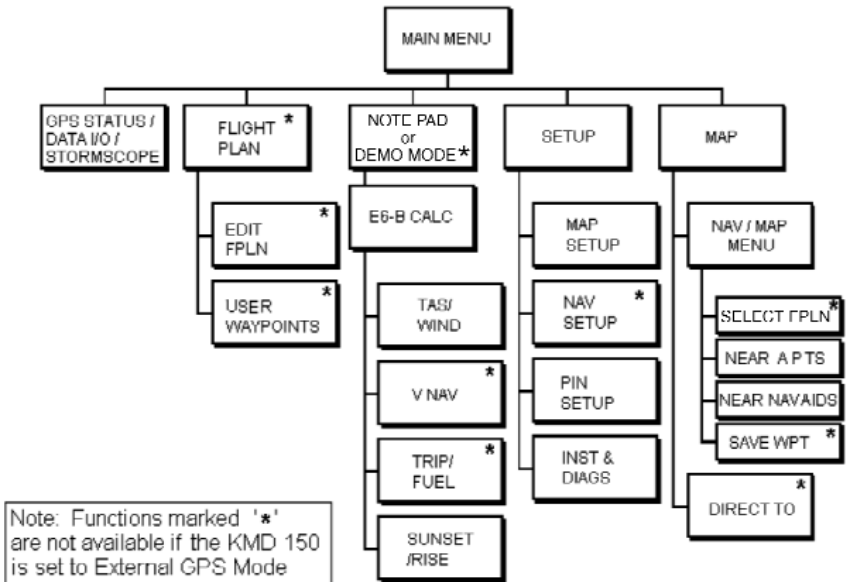 MAIN MENU
GPS STATUS /
DATA I/O /
STORMSCOPE
FLIGHT *
PLAN
NOTE PAD
or
DEMO MODE*
SETUP
MAP
EDIT *
FPLN
USER *
WAYPOINTS
E6-B CALC
TAS/
WIND
V NAV *
TRIP/ *
FUEL
SUNSET
/RISE
MAP
SETUP
NAV *
SETUP
PIN
SETUP
INST &
DIAGS
NAV / MAP
MENU
SELECT FPLN*
NEAR APTS
NEAR NAVAIDS
SAVE WPT *
DIRECT TO *
Note: Functions marked '*'
are not available if the KMD 150
is set to External GPS Mode